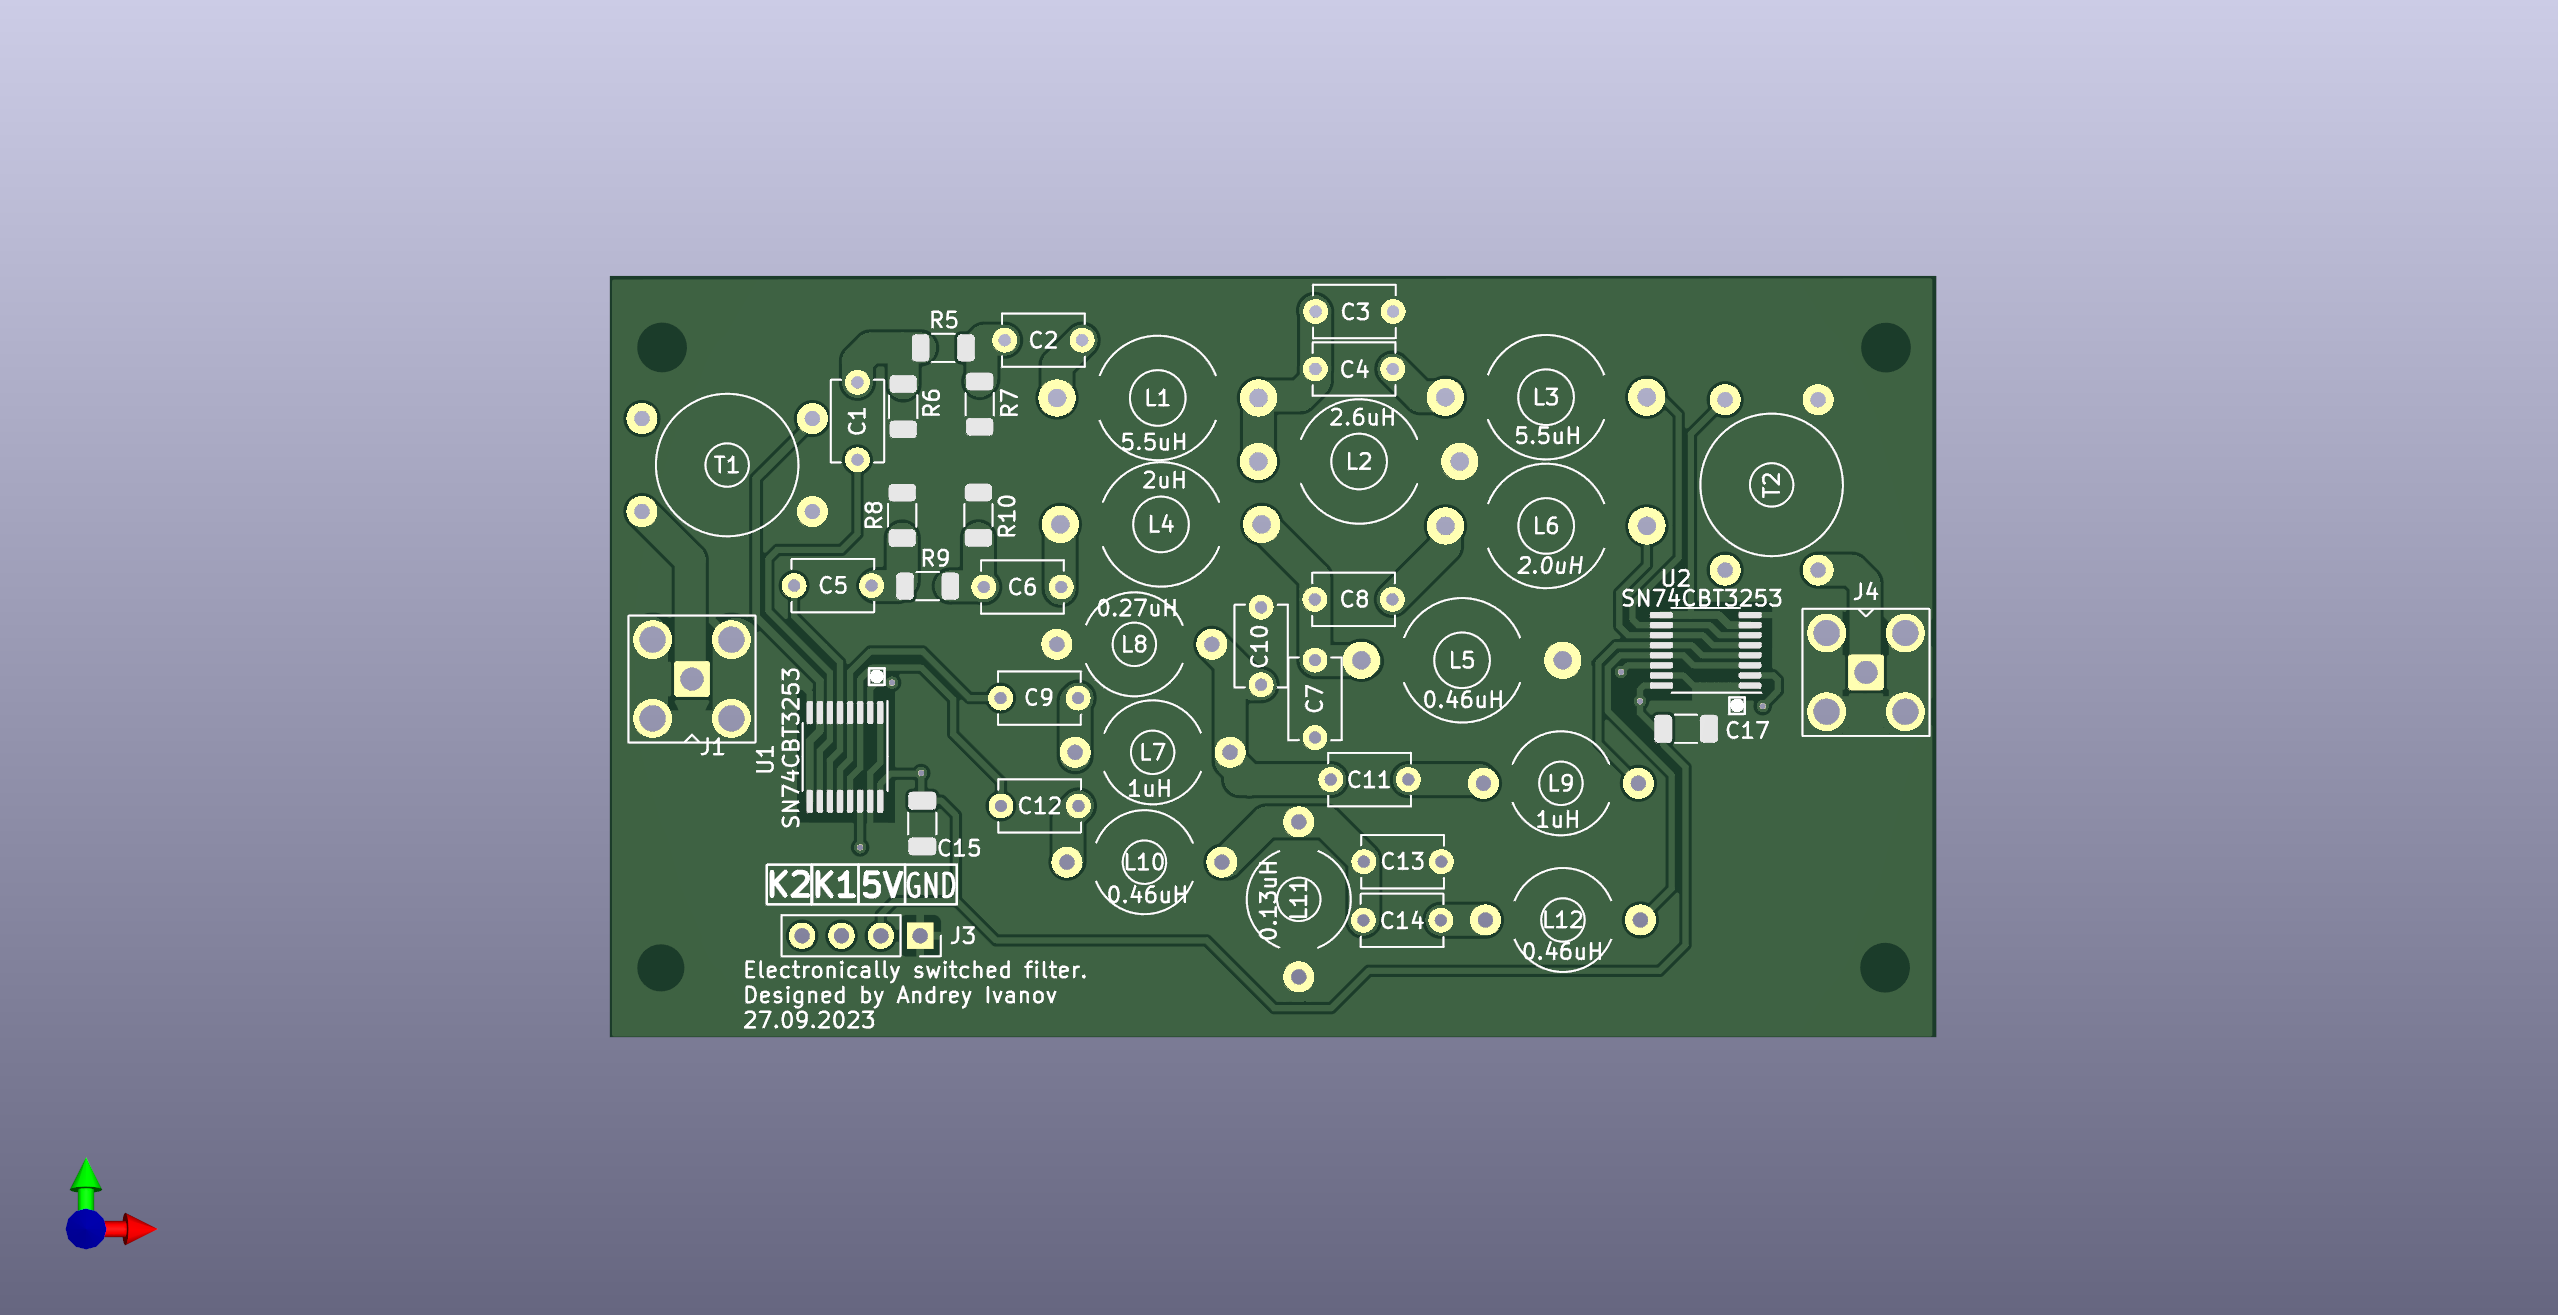 R5
C2
C3
C4
R6
R7
C1
L1
5.5uH
L3
5.5uH
2.6uH
L2
T1
T2
2uH
L4
L6
2.0uH
R8
R10
R9
C5
C6
C8
U2
SN74CBT3253
J4
0.27uH
L8
C10
C7
L5
0.46uH
C9
L7
1uH
J1
U1
SN74CBT3253
C17
C12
C11
L9
1uH
C15
L10
0.46uH
0.13uH
L11
C13
C14
L12
0.46uH
K2 K1 5V GND
J3
Electronically switched filter.
Designed by Andrey Ivanov
27.09.2023